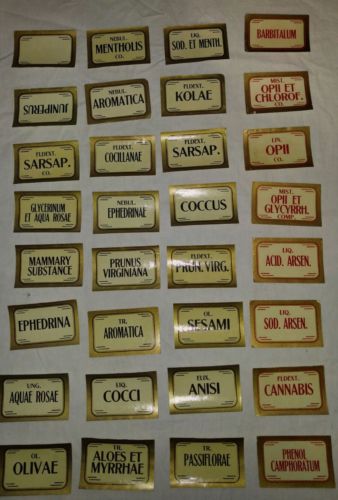 NEBUL.
MENTHOLIS
CO.
LIQ.
SOD. ET MENTH.
BARBITALUM
JUNIPERUS
NEBUL.
AROMATICA
FLDEXT.
KOLAE
MIST.
OPII ET
CHLOROF.
CO.
FLDEXT.
SARSAP.
CO.
FLDEXT.
COCILLANAE
FLDEXT.
SARSAP.
LIN.
OPII
CO.
GLYCERINUM
ET AQUA ROSAE
NEBUL.
EPHEDRINAE
COCCUS
MIST.
OPII ET
GLYCYRRH.
COMP.
MAMMARY
SUBSTANCE
PRUNUS
VIRGINIANA
FLDEXT.
PRUN. VIRG.
LIQ.
ACID. ARSEN.
EPHEDRINA
TR.
AROMATICA
OL.
SESAMI
LIQ.
SOD. ARSEN.
UNG.
AQUAE ROSAE
LIQ.
COCCI
ELIX.
ANISI
FLDEXT.
CANNABIS
OL.
OLIVAE
TR.
ALOES ET
MYRRHAE
TR.
PASSIFLORAE
PHENOL
CAMPHORATUM